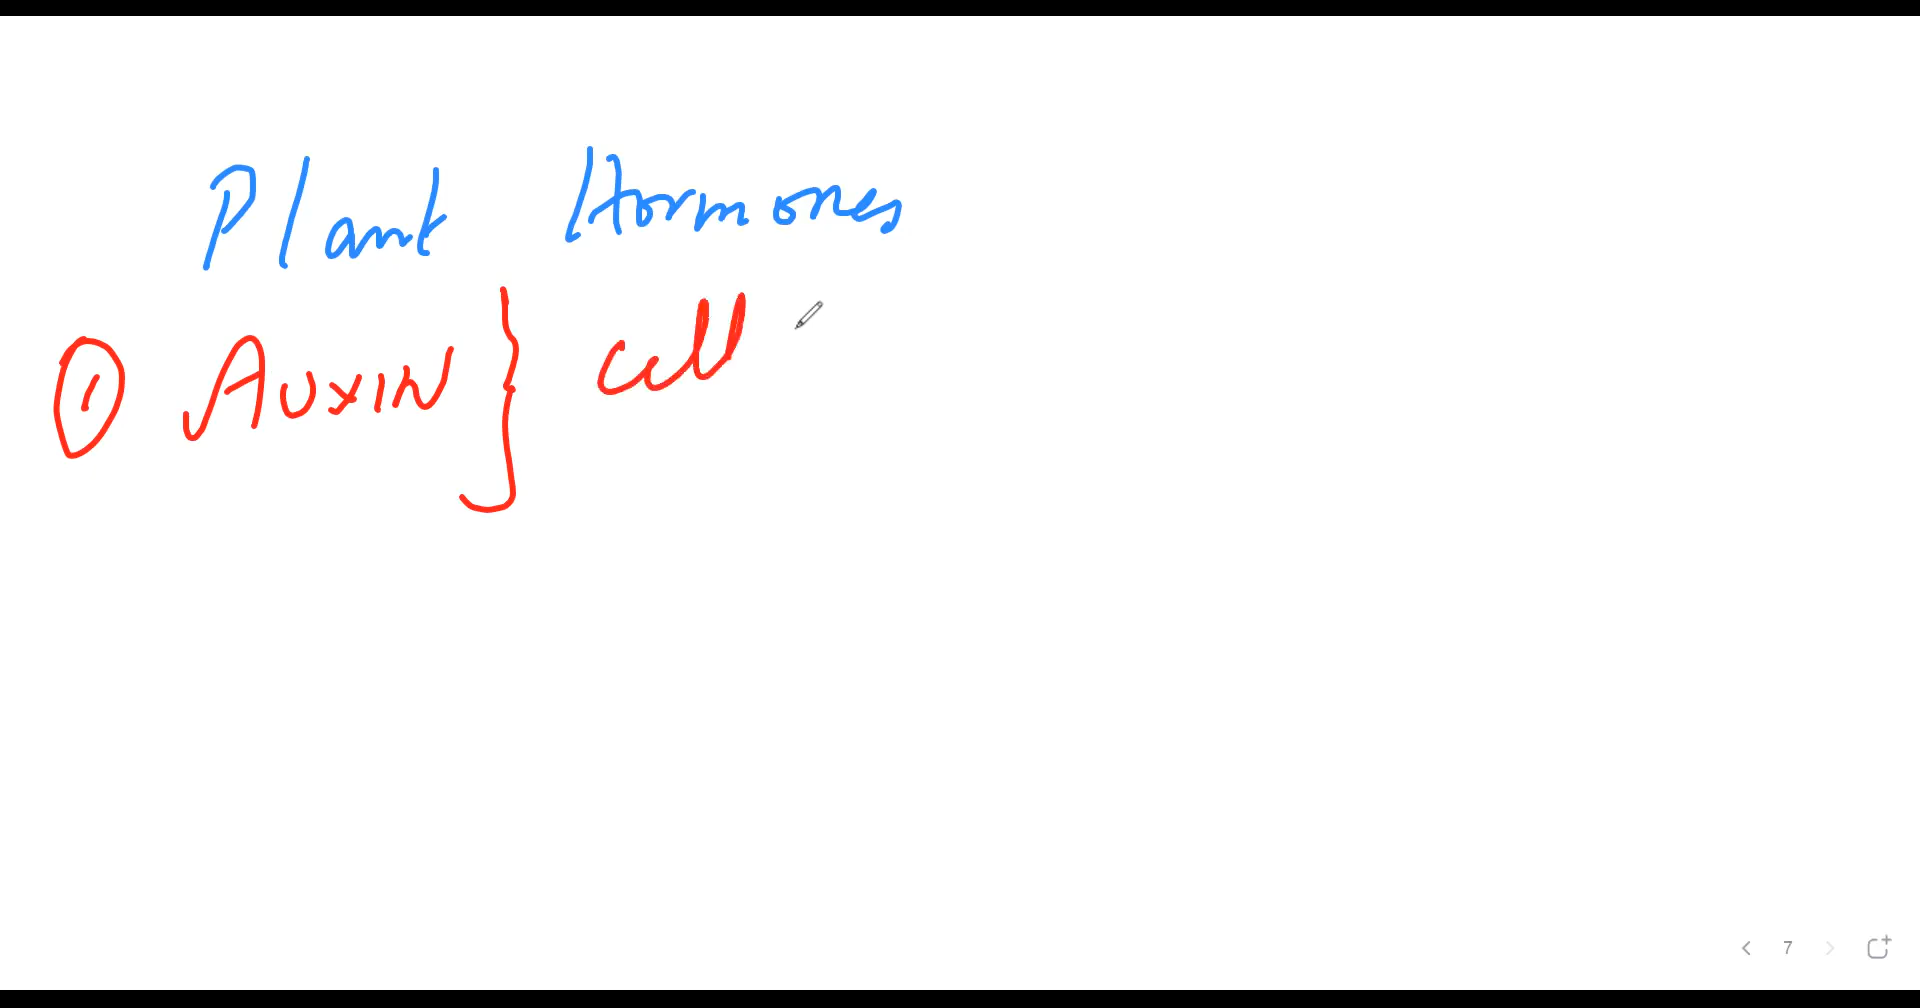 Plant Hormones
① Auxin } cell
7